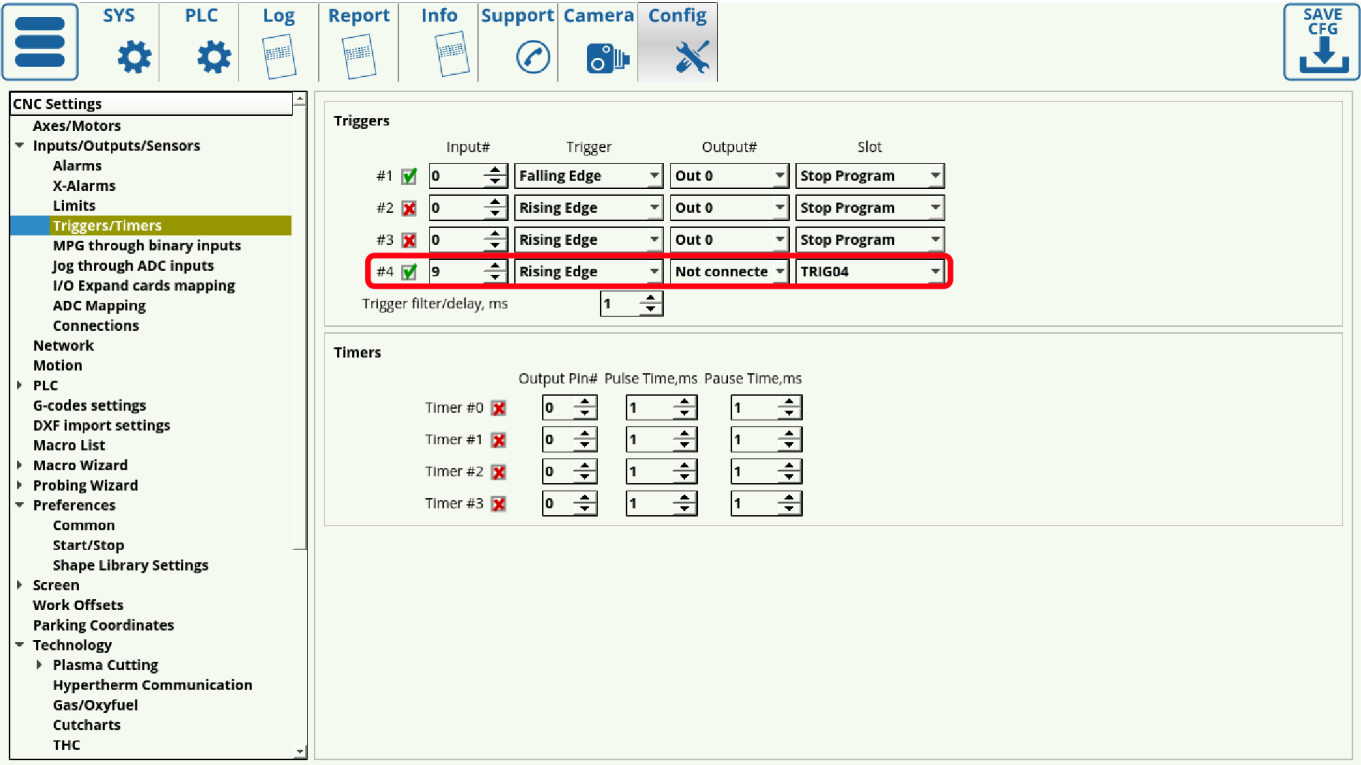 SYS PLC Log Report Info Support Camera Config SAVE
CFG
CNC Settings
Axes/Motors
Inputs/Outputs/Sensors
Alarms
X-Alarms
Limits
Triggers/Timers
MPG through binary inputs
Jog through ADC inputs
I/O Expand cards mapping
ADC Mapping
Connections
Network
Motion
PLC
G-codes settings
DXF import settings
Macro List
Macro Wizard
Probing Wizard
Preferences
Common
Start/Stop
Shape Library Settings
Screen
Work Offsets
Parking Coordinates
Technology
Plasma Cutting
Hypertherm Communication
Gas/Oxyfuel
Cutcharts
THC
Triggers
Input# Trigger Output# Slot
#1 0 Falling Edge Out 0 Stop Program
#2 0 Rising Edge Out 0 Stop Program
#3 0 Rising Edge Out 0 Stop Program
#4 9 Rising Edge Not connecte TRIG04
Trigger filter/delay, ms 1
Timers
Output Pin# Pulse Time,ms Pause Time,ms
Timer #0 0 1 1
Timer #1 0 1 1
Timer #2 0 1 1
Timer #3 0 1 1